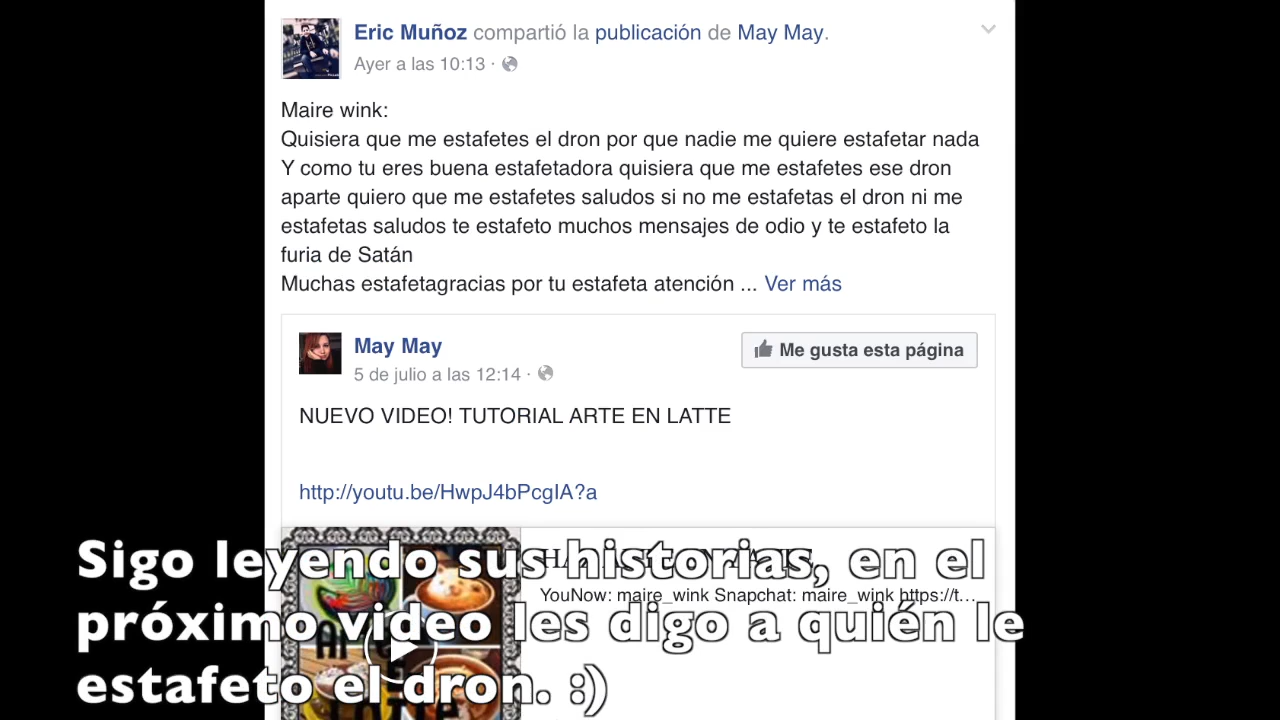 Eric Muñoz compartió la publicación de May May.
Ayer a las 10:13 ·
Maire wink:
Quisiera que me estafetes el dron por que nadie me quiere estafetar nada
Y como tu eres buena estafetadora quisiera que me estafetes ese dron
aparte quiero que me estafetes saludos si no me estafetas el dron ni me
estafetas saludos te estafeto muchos mensajes de odio y te estafeto la
furia de Satán
Muchas estafetagracias por tu estafeta atención ... Ver más
May May
Me gusta esta página
5 de julio a las 12:14 ·
NUEVO VIDEO! TUTORIAL ARTE EN LATTE
http://youtu.be/HwpJ4bPcgIA?a
YouNow: maire_wink Snapchat: maire_wink https://t…
Sigo leyendo sus historias, en el
próximo video les digo a quién le
estafeto el dron. :)